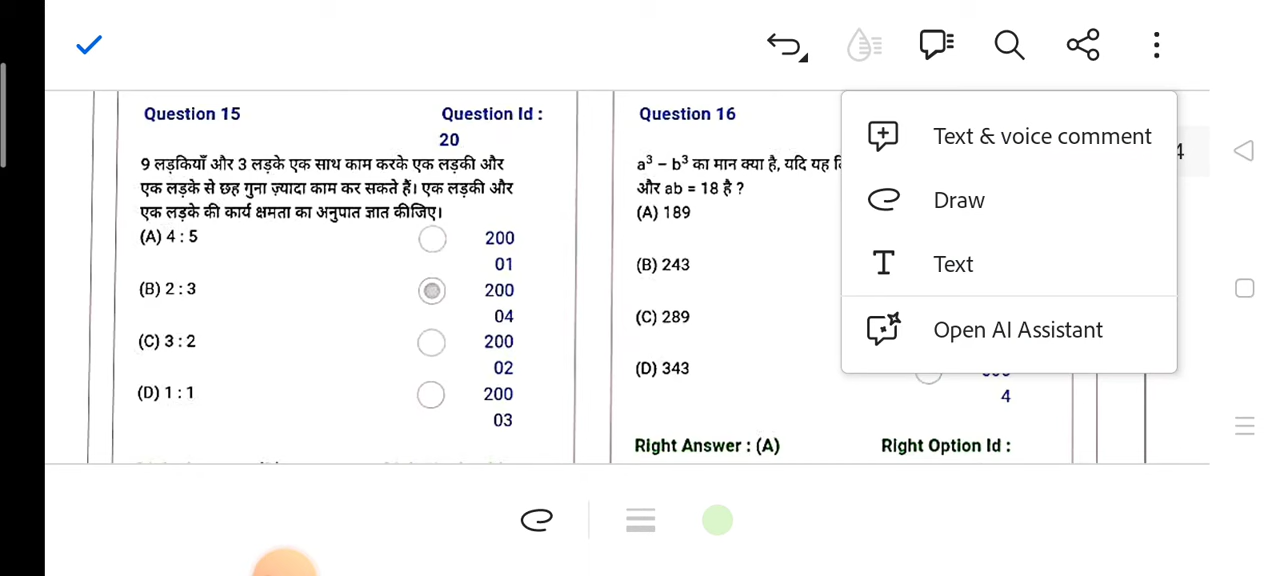 Question 15
Question Id :
20
9 लड़कियाँ और 3 लड़के एक साथ काम करके एक लड़की और
एक लड़के से छह गुना ज़्यादा काम कर सकते हैं। एक लड़की और
एक लड़के की कार्य क्षमता का अनुपात ज्ञात कीजिए।
(A) 4 : 5
200
01
(B) 2 : 3
200
04
(C) 3 : 2
200
02
(D) 1 : 1
200
03
Question 16
a³ – b³ का मान क्या है, यदि यह
और ab = 18 है ?
(A) 189
(B) 243
(C) 289
(D) 343
4
Right Answer : (A)
Right Option Id :
Text & voice comment
Draw
Text
Open AI Assistant
4